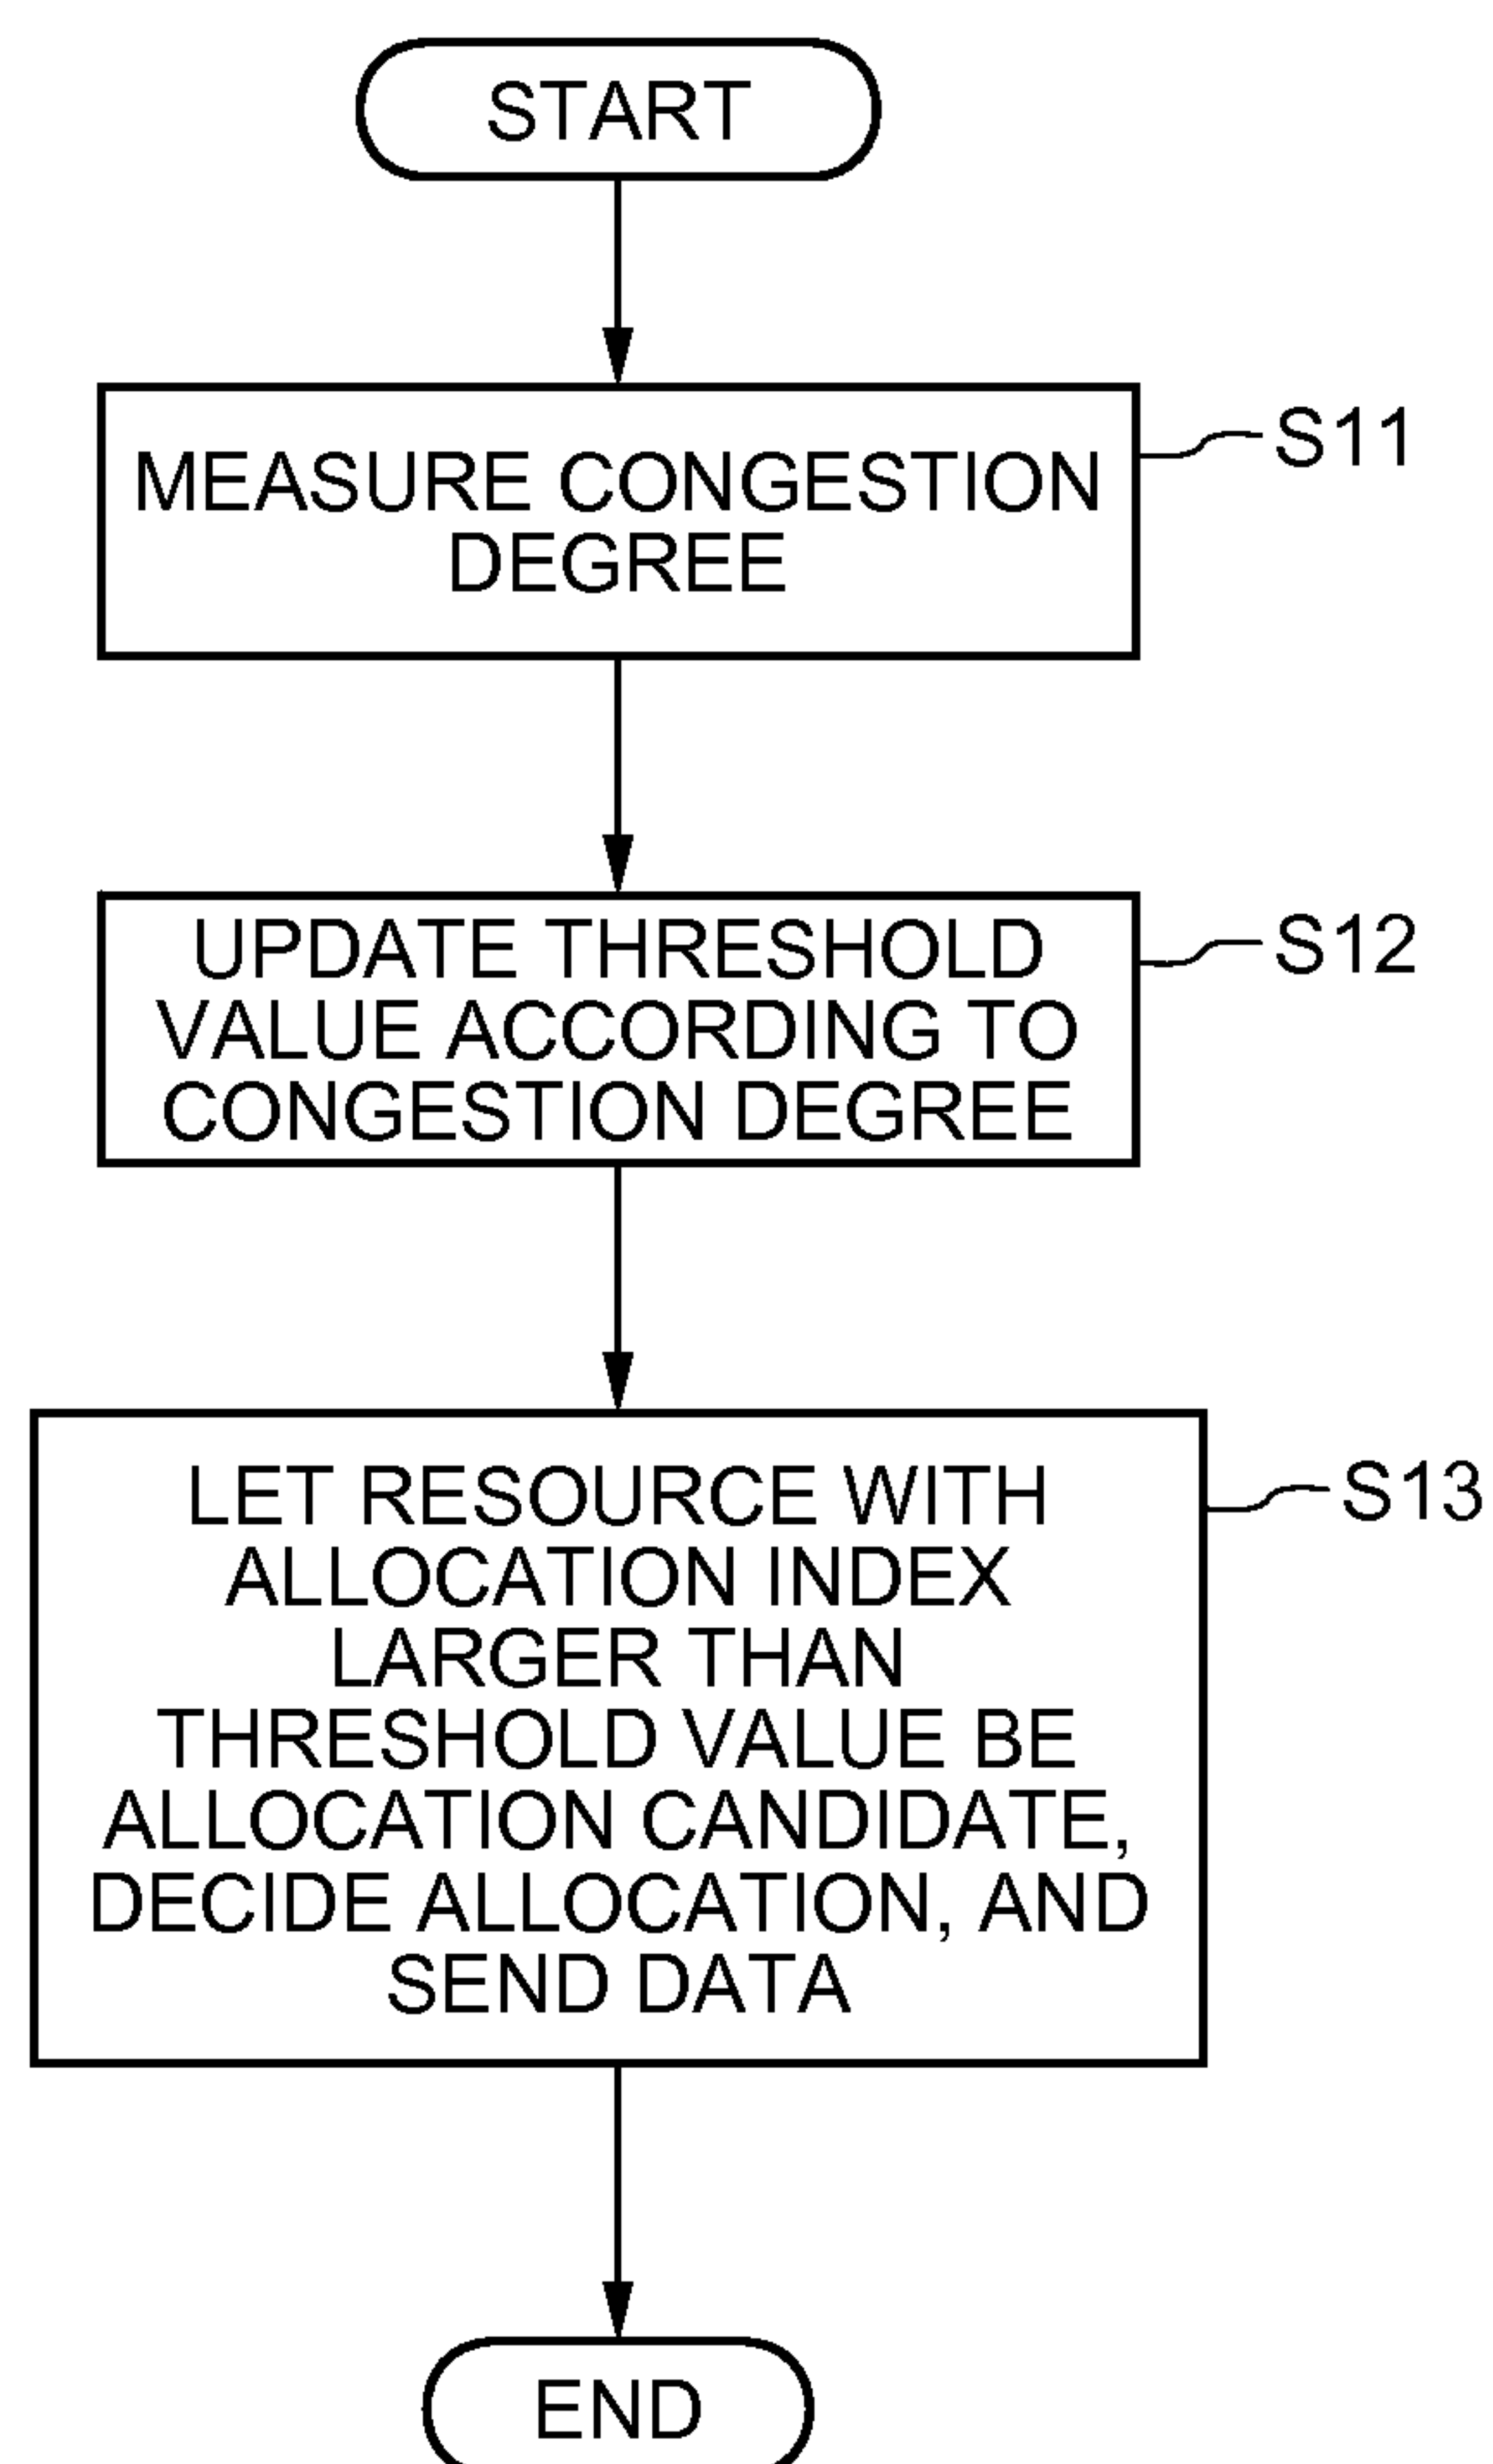 START
MEASURE CONGESTION
DEGREE
S11
UPDATE THRESHOLD
VALUE ACCORDING TO
CONGESTION DEGREE
S12
LET RESOURCE WITH
ALLOCATION INDEX
LARGER THAN
THRESHOLD VALUE BE
ALLOCATION CANDIDATE,
DECIDE ALLOCATION, AND
SEND DATA
S13
END